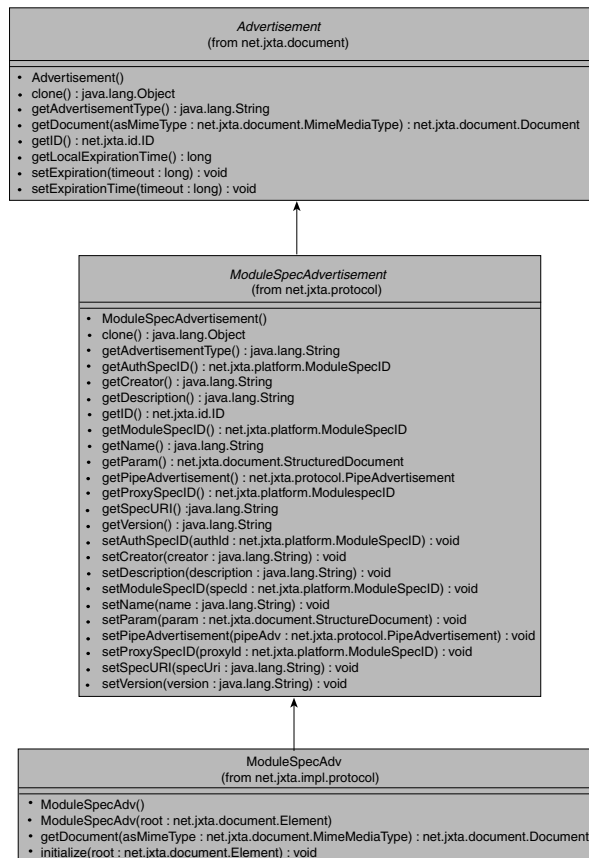 Advertisement
(from net.jxta.document)
• Advertisement()
• clone() : java.lang.Object
• getAdvertisementType() : java.lang.String
• getDocument(asMimeType : net.jxta.document.MimeMediaType) : net.jxta.document.Document
• getID() : net.jxta.id.ID
• getLocalExpirationTime() : long
• setExpiration(timeout : long) : void
• setExpirationTime(timeout : long) : void
ModuleSpecAdvertisement
(from net.jxta.protocol)
• ModuleSpecAdvertisement()
• clone() : java.lang.Object
• getAdvertisementType() : java.lang.String
• getAuthSpecID() : net.jxta.platform.ModuleSpecID
• getCreator() : java.lang.String
• getDescription() : java.lang.String
• getID() : net.jxta.id.ID
• getModuleSpecID() : net.jxta.platform.ModuleSpecID
• getName() : java.lang.String
• getParam() : net.jxta.document.StructuredDocument
• getPipeAdvertisement() : net.jxta.protocol.PipeAdvertisement
• getProxySpecID() : net.jxta.platform.ModulespecID
• getSpecURI() :java.lang.String
• getVersion() : java.lang.String
• setAuthSpecID(authld : net.jxta.platform.ModuleSpecID) : void
• setCreator(creator : java.lang.String) : void
• setDescription(description : java.lang.String) : void
• setModuleSpecID(specld : net.jxta.platform.ModuleSpecID) : void
• setName(name : java.lang.String) : void
• setParam(param : net.jxta.document.StructureDocument) : void
• setPipeAdvertisement(pipeAdv : net.jxta.protocol.PipeAdvertisement) : void
• setProxySpecID(proxyld : net.jxta.platform.ModuleSpecID) : void
• setSpecURI(specUri : java.lang.String) : void
• setVersion(version : java.lang.String) : void
ModuleSpecAdv
(from net.jxta.impl.protocol)
• ModuleSpecAdv()
• ModuleSpecAdv(root : net.jxta.document.Element)
• getDocument(asMimeType : net.jxta.document.MimeMediaType) : net.jxta.document.Document
• initialize(root : net.jxta.document.Element) : void